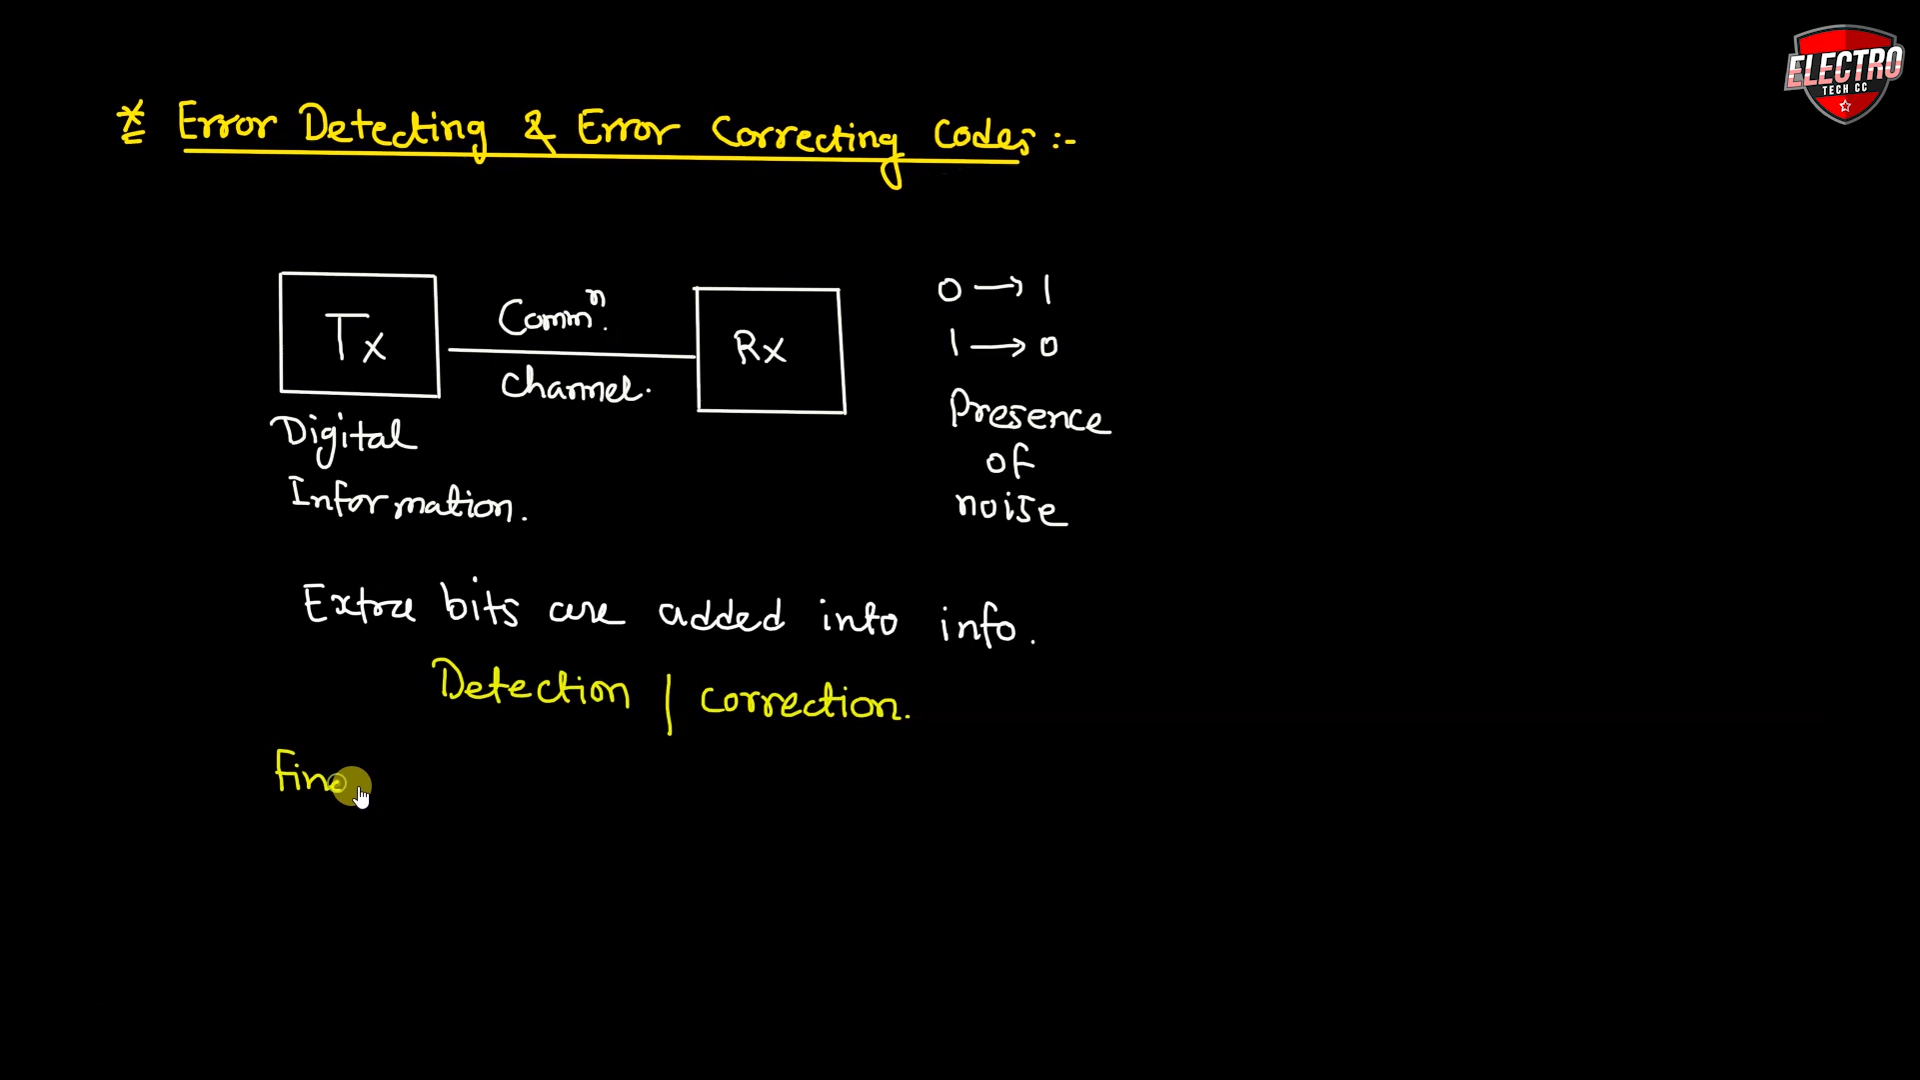 ELECTRO
TECH CC
* Error Detecting & Error Correcting Codes :-
Tx
Commⁿ.
Channel.
Rx
0 → 1
1 → 0
Presence
of
noise
Digital
Information.
Extra bits are added into info.
Detection | correction.